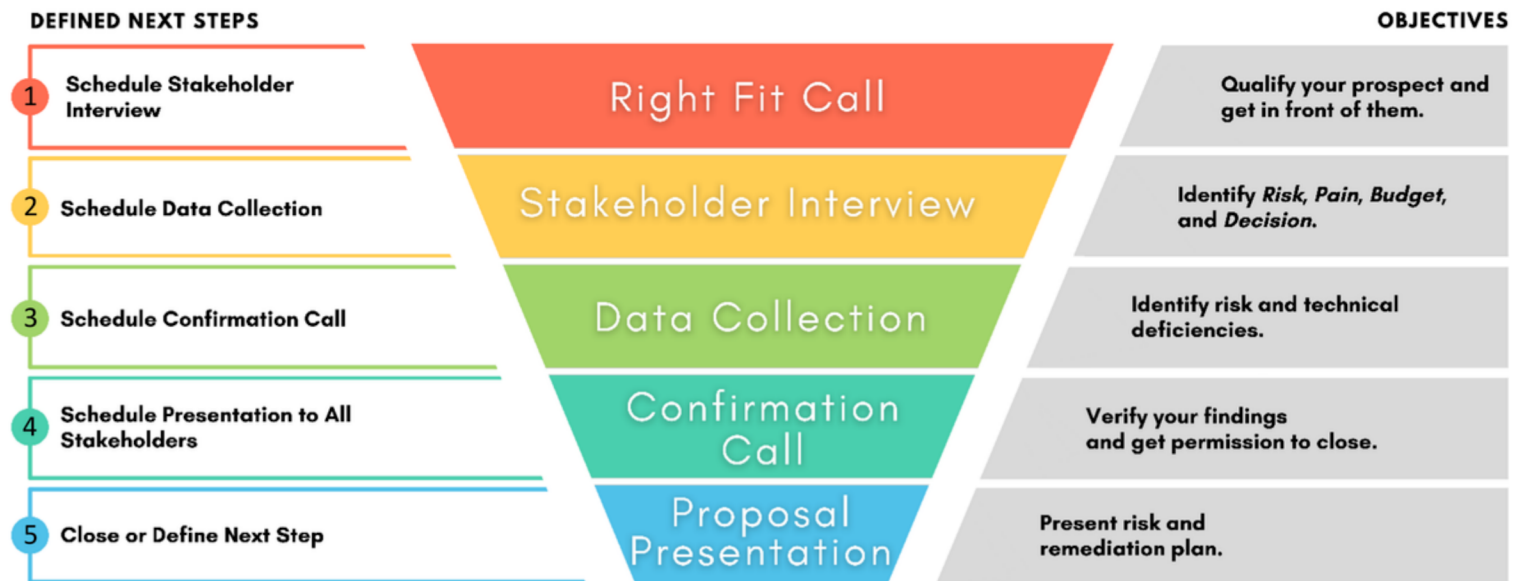 DEFINED NEXT STEPS
OBJECTIVES
1
Schedule Stakeholder
Interview
Right Fit Call
Qualify your prospect and
get in front of them.
2
Schedule Data Collection
Stakeholder Interview
Identify Risk, Pain, Budget,
and Decision.
3
Schedule Confirmation Call
Data Collection
Identify risk and technical
deficiencies.
4
Schedule Presentation to All
Stakeholders
Confirmation
Call
Verify your findings
and get permission to close.
5
Close or Define Next Step
Proposal
Presentation
Present risk and
remediation plan.